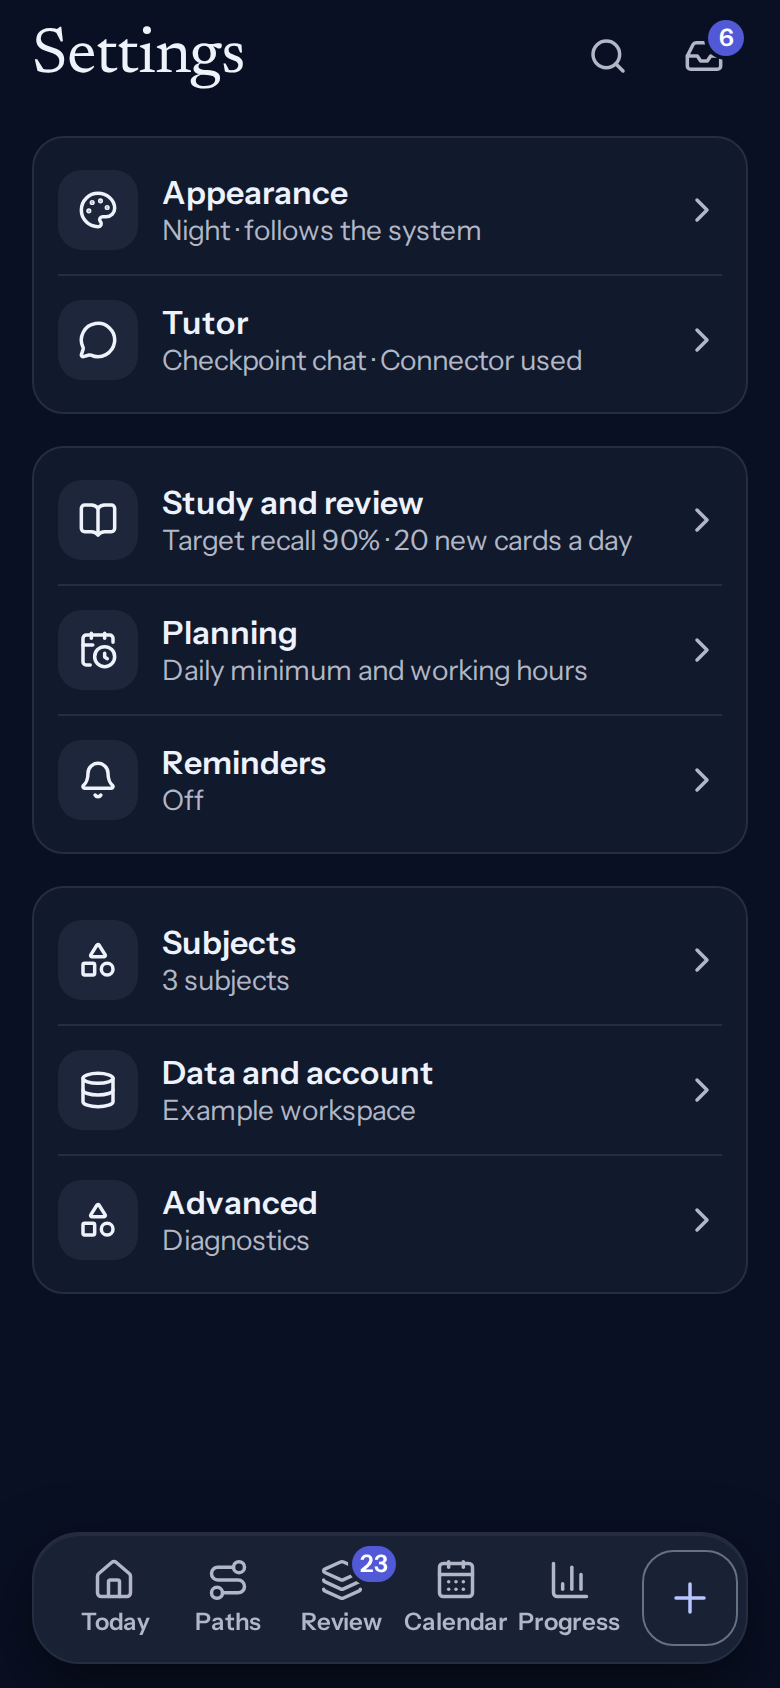 Settings
6
Appearance
Night · follows the system
Tutor
Checkpoint chat · Connector used
Study and review
Target recall 90% · 20 new cards a day
Planning
Daily minimum and working hours
Reminders
Off
Subjects
3 subjects
Data and account
Example workspace
Advanced
Diagnostics
23
Today Paths Review Calendar Progress